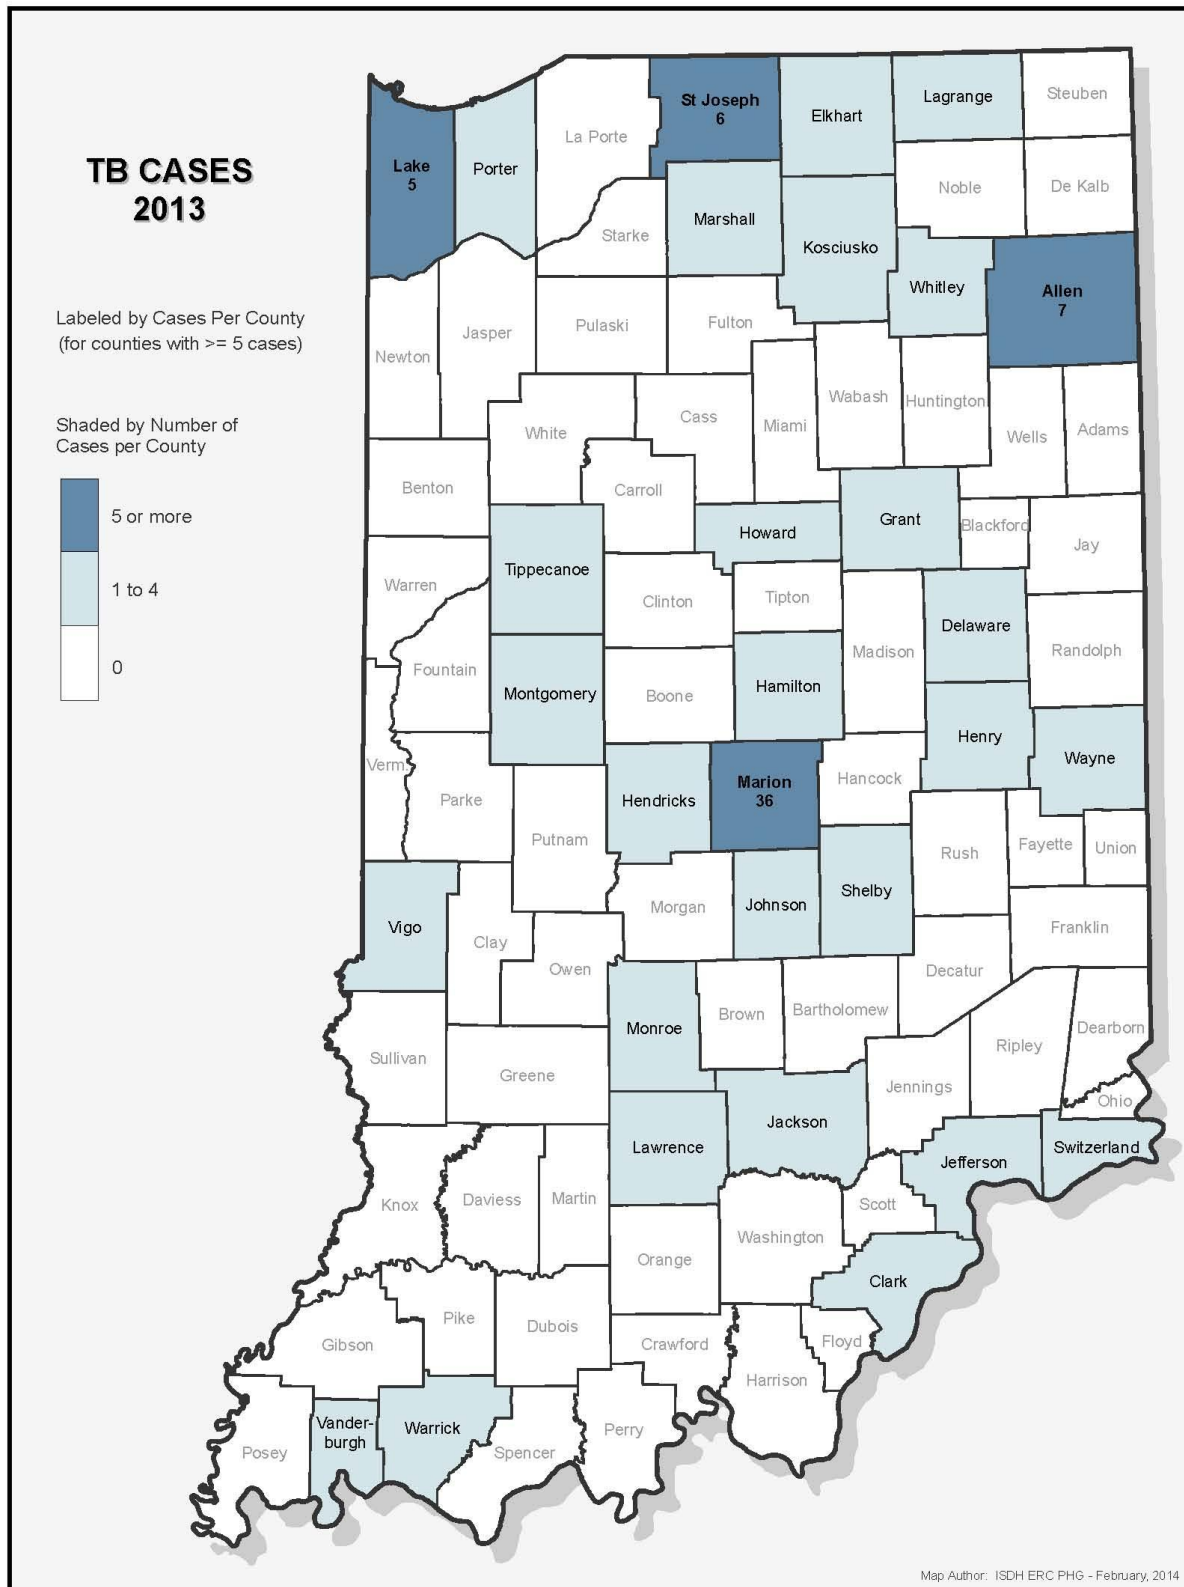 TB CASES
2013
Labeled by Cases Per County
(for counties with >= 5 cases)
Shaded by Number of
Cases per County
5 or more
1 to 4
0
Lake
5
Porter
La Porte
St Joseph
6
Elkhart
Lagrange
Steuben
Noble
De Kalb
Starke
Marshall
Kosciusko
Whitley
Allen
7
Newton
Jasper
Pulaski
Fulton
Wabash
Huntington
Wells
Adams
White
Cass
Miami
Benton
Carroll
Howard
Grant
Blackford
Jay
Warren
Tippecanoe
Clinton
Tipton
Madison
Delaware
Randolph
Fountain
Montgomery
Boone
Hamilton
Henry
Wayne
Verm.
Parke
Putnam
Hendricks
Marion
36
Hancock
Rush
Fayette
Union
Vigo
Clay
Owen
Morgan
Johnson
Shelby
Decatur
Franklin
Sullivan
Greene
Monroe
Brown
Bartholomew
Jennings
Ripley
Dearborn
Ohio
Knox
Daviess
Martin
Lawrence
Jackson
Scott
Jefferson
Switzerland
Orange
Washington
Clark
Gibson
Pike
Dubois
Crawford
Harrison
Floyd
Posey
Vander-
burgh
Warrick
Spencer
Perry
Map Author: ISDH ERC PHG - February, 2014